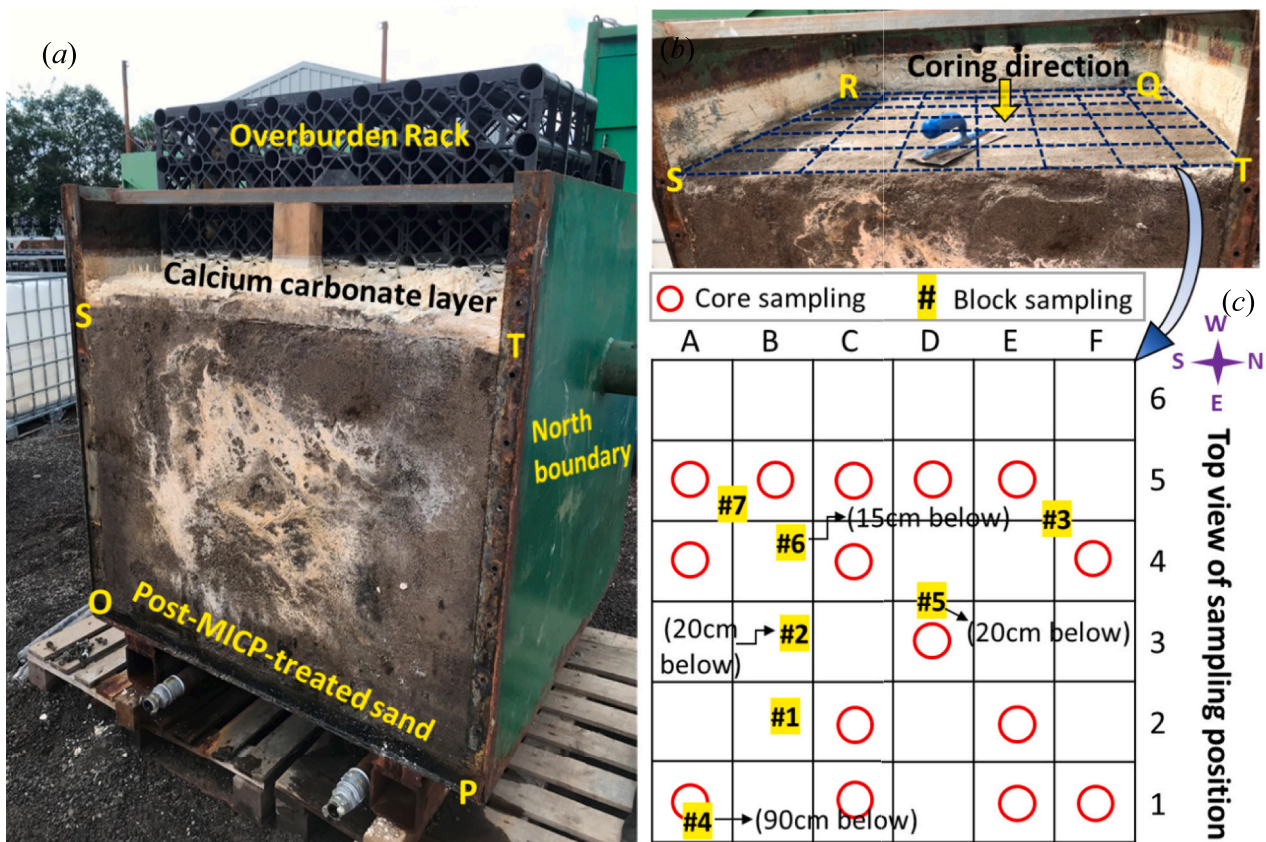 (a)
Overburden Rack
Calcium carbonate layer
S
T
North
boundary
O
Post-MICP-treated sand
P
(b)
Coring direction
R
Q
S
T
Core sampling
# Block sampling
(c)
A B C D E F
W
S N
E
6
5
#7
#6
(15cm below)
#3
4
#5
(20cm
below)
#2
(20cm below)
3
#1
2
#4
(90cm below)
1
Top view of sampling position